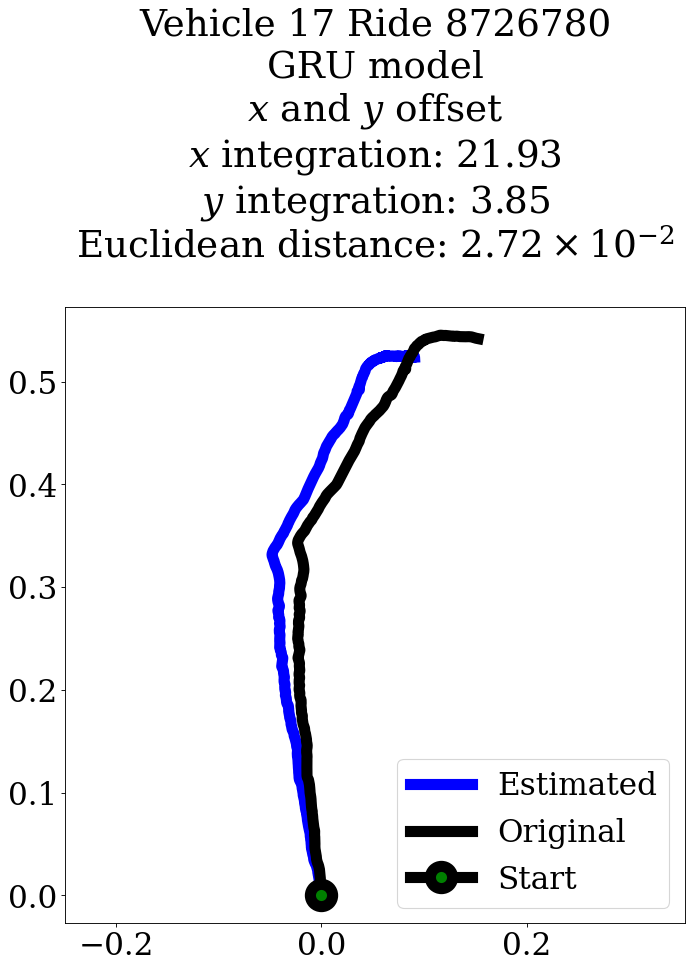 Vehicle 17 Ride 8726780
GRU model
x and y offset
x integration: 21.93
y integration: 3.85
Euclidean distance: 2.72 × 10⁻²
0.5
0.4
0.3
0.2
0.1
0.0
Estimated
Original
Start
−0.2 0.0 0.2